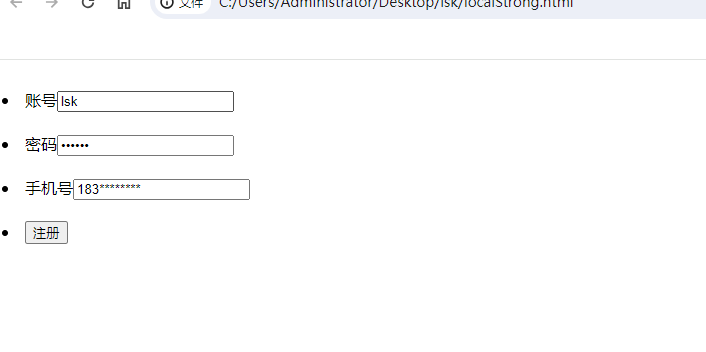 文件 C:/Users/Administrator/Desktop/lsk/localStrong.html
账号 lsk
密码 ••••••
手机号 183********
注册